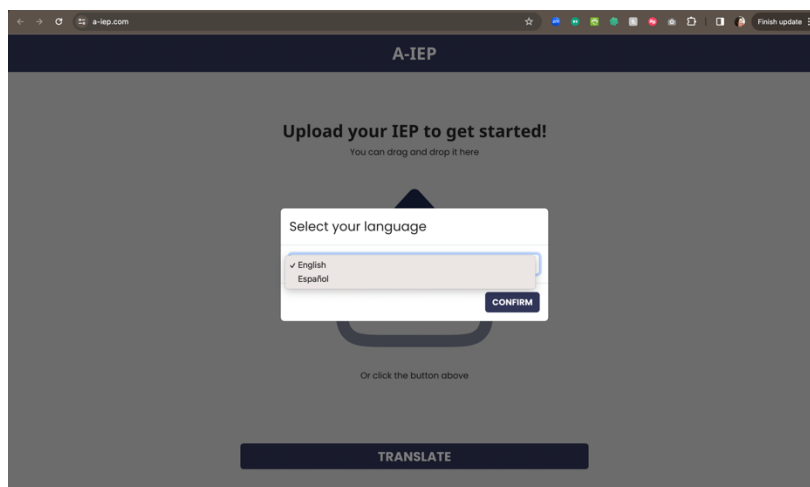 a-iep.com
Finish update
A-IEP
Upload your IEP to get started!
You can drag and drop it here
Select your language
✓ English
Español
CONFIRM
Or click the button above
TRANSLATE